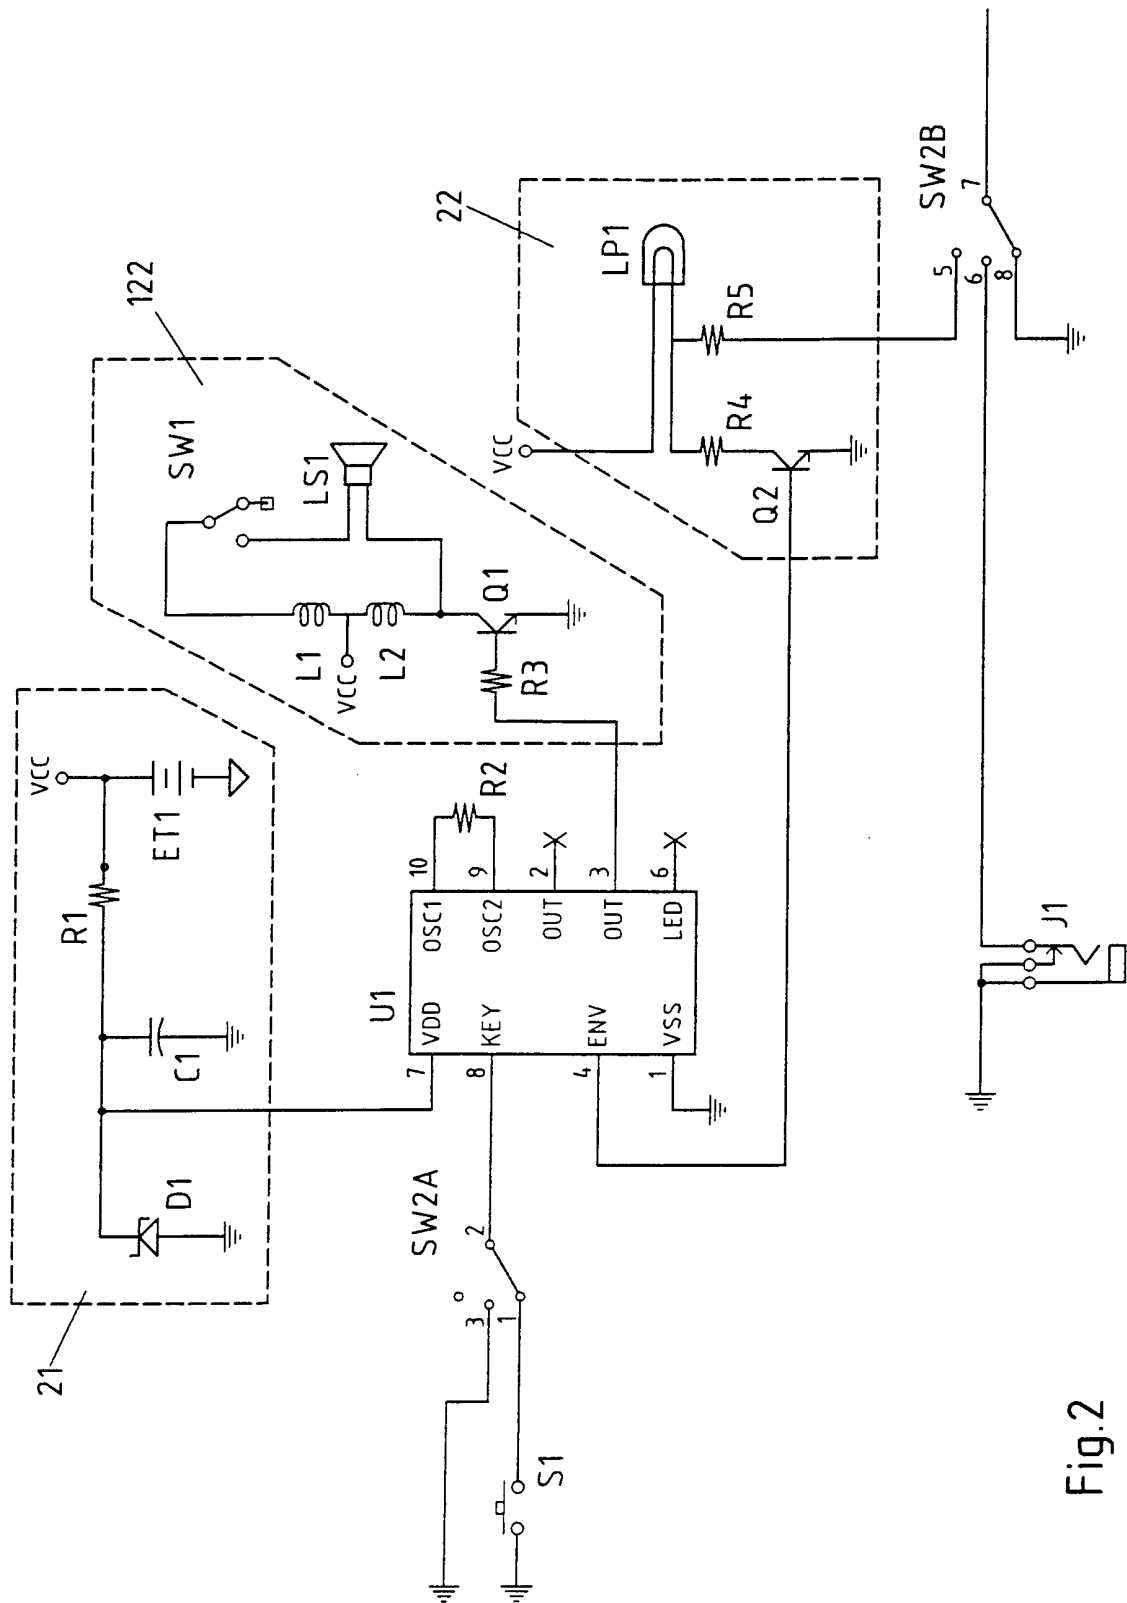 21
VCC
R1
ET1
C1
D1
122
SW1
LS1
L1
VCC
L2
Q1
R3
22
LP1
VCC
R4
R5
Q2
U1
7 VDD OSC1 10
8 KEY OSC2 9
R2
OUT 2
4 ENV OUT 3
1 VSS LED 6
SW2A
2
3
1
S1
SW2B
7
5
6
8
J1
Fig.2